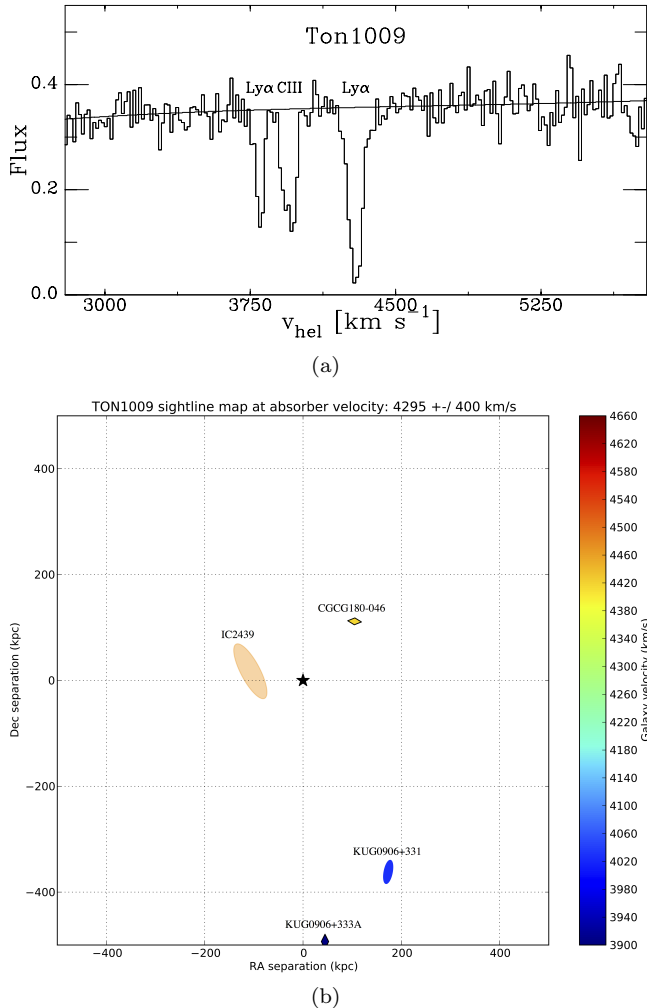 Ton1009
Lyα CIII Lyα
Flux
0.4
0.2
0.0
3000 3750 4500 5250
v_hel [km s^−1]
(a)
TON1009 sightline map at absorber velocity: 4295 +-/ 400 km/s
Dec separation (kpc)
400
200
0
−200
−400
CGCG180-046
IC2439
KUG0906+331
KUG0906+333A
−400 −200 0 200 400
RA separation (kpc)
4660
4620
4580
4540
4500
4460
4420
4380
4340
4300
4260
4220
4180
4140
4100
4060
4020
3980
3940
3900
Galaxy velocity (km/s)
(b)